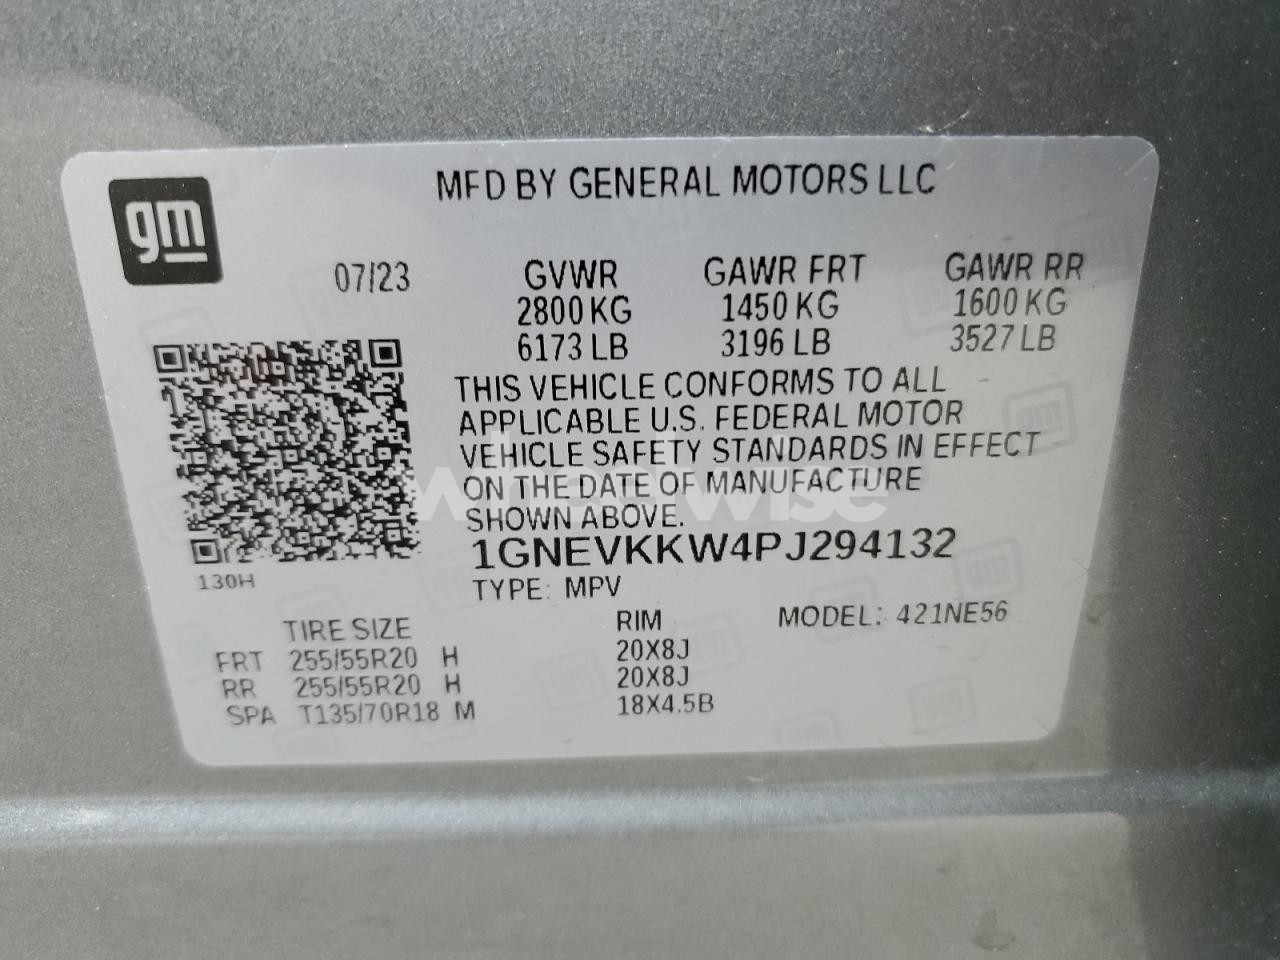 gm
MFD BY GENERAL MOTORS LLC
07/23
GVWR GAWR FRT GAWR RR
2800 KG 1450 KG 1600 KG
6173 LB 3196 LB 3527 LB
THIS VEHICLE CONFORMS TO ALL
APPLICABLE U.S. FEDERAL MOTOR
VEHICLE SAFETY STANDARDS IN EFFECT
ON THE DATE OF MANUFACTURE
SHOWN ABOVE.
wheelwise
1GNEVKKW4PJ294132
130H
TYPE: MPV
TIRE SIZE RIM MODEL: 421NE56
FRT 255/55R20 H 20X8J
RR 255/55R20 H 20X8J
SPA T135/70R18 M 18X4.5B